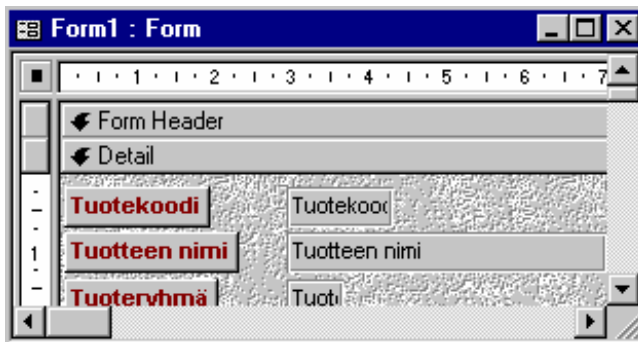 Form1 : Form
1 2 3 4 5 6 7
Form Header
Detail
Tuotekoodi Tuotekoo
Tuotteen nimi Tuotteen nimi
1
Tuoteryhmä Tuot